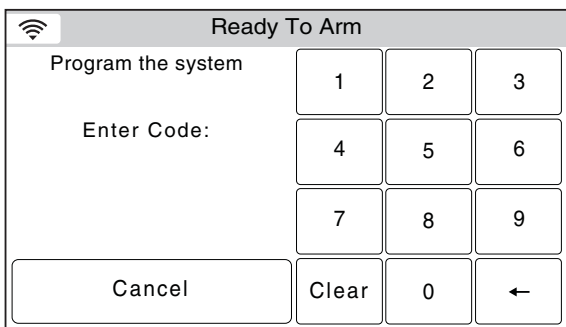 Ready To Arm
Program the system
Enter Code:
1 2 3
4 5 6
7 8 9
Cancel Clear 0 ←